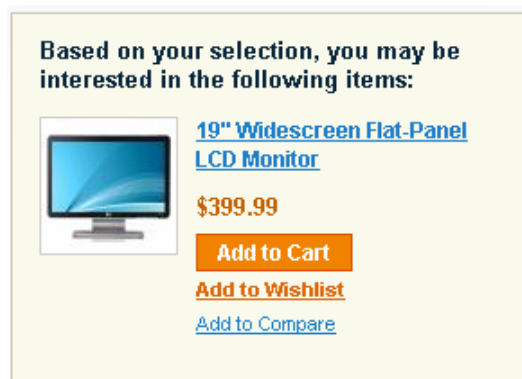 Based on your selection, you may be
interested in the following items:
19" Widescreen Flat-Panel
LCD Monitor
$399.99
Add to Cart
Add to Wishlist
Add to Compare